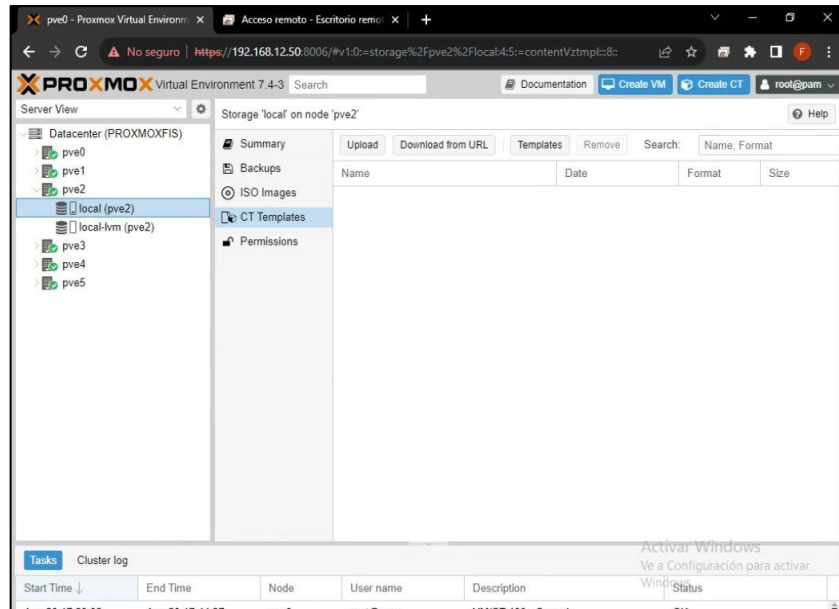 pve0 - Proxmox Virtual Environm
Acceso remoto - Escritorio remot
No seguro
https://192.168.12.50:8006/#v1:0:=storage%2Fpve2%2Flocal:4:5:=contentVztmpl:::8::
F
PROXMOX Virtual Environment 7.4-3
Search
Documentation
Create VM
Create CT
root@pam
Server View
Storage 'local' on node 'pve2'
Help
Datacenter (PROXMOXFIS)
pve0
pve1
pve2
local (pve2)
local-lvm (pve2)
pve3
pve4
pve5
Summary
Backups
ISO Images
CT Templates
Permissions
Upload
Download from URL
Templates
Remove
Search:
Name, Format
Name
Date
Format
Size
Activar Windows
Ve a Configuración para activar
Windows.
Tasks
Cluster log
Start Time
End Time
Node
User name
Description
Status